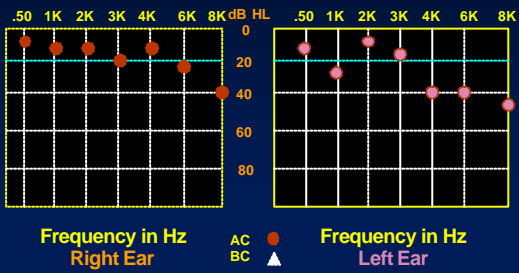 .50 1K 2K 3K 4K 6K 8K dB HL .50 1K 2K 3K 4K 6K 8K
0
20
40
60
80
Frequency in Hz AC Frequency in Hz
Right Ear BC Left Ear